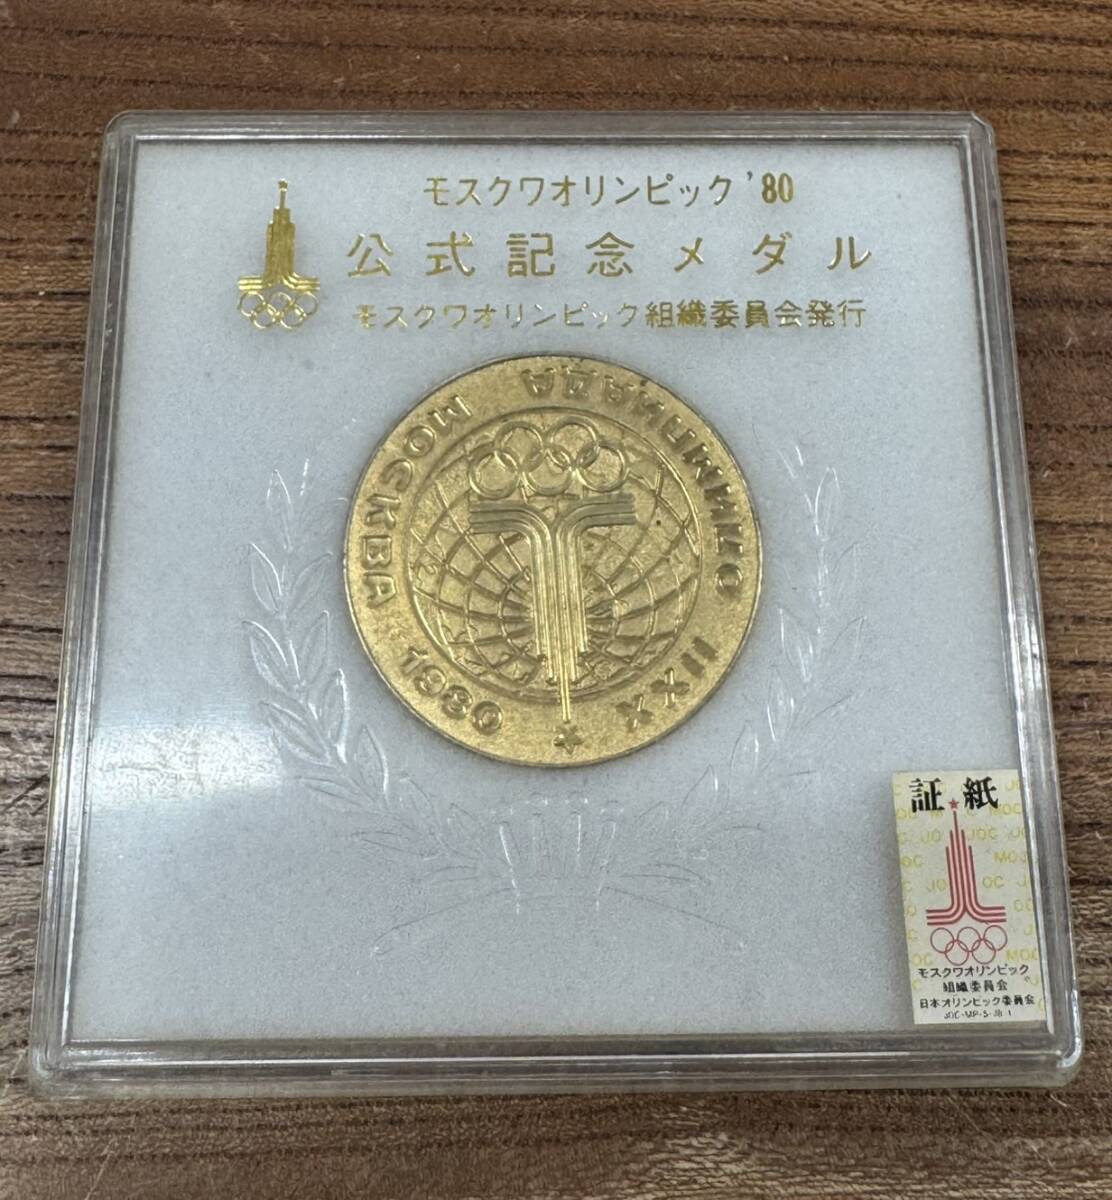 モスクワオリンピック '80
公式記念メダル
モスクワオリンピック組織委員会発行
МОСКВА 1980
XXII ОЛИМПИАДА
証紙
モスクワオリンピック
組織委員会
日本オリンピック委員会